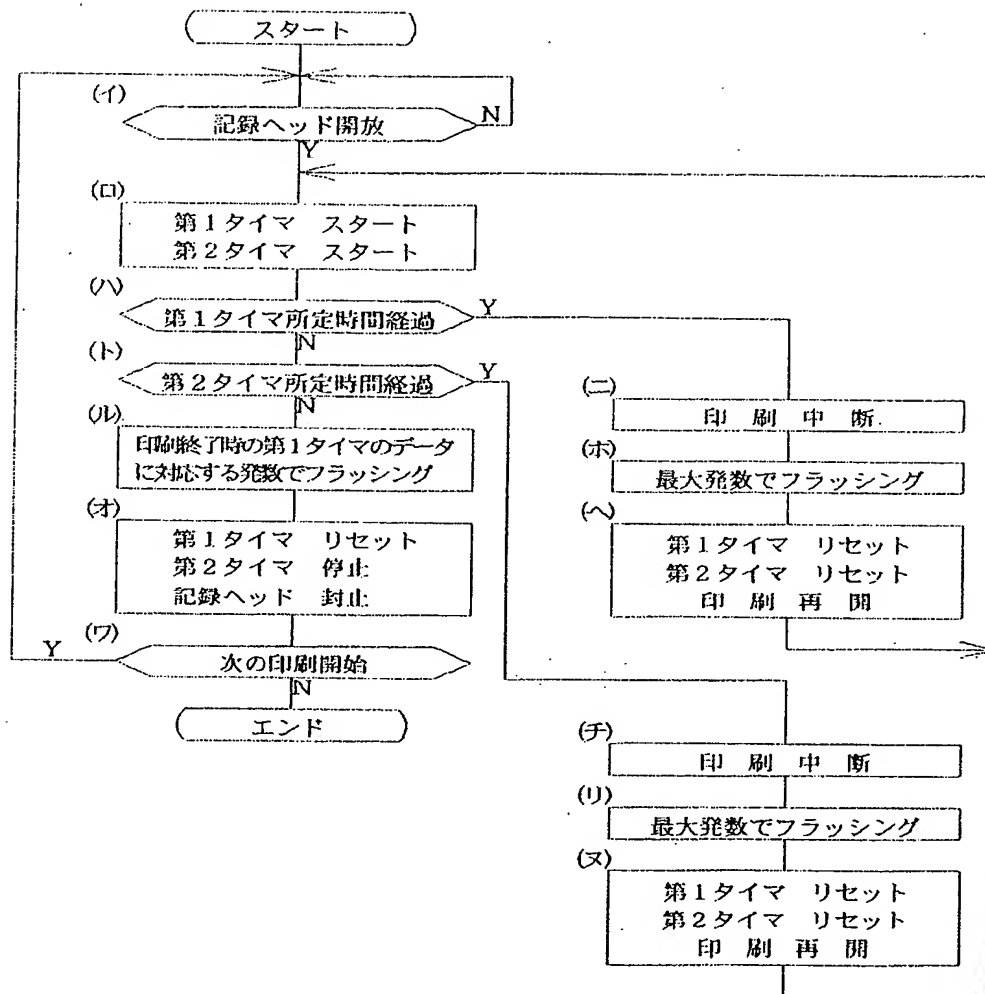 スタート
(イ)
記録ヘッド開放
N
Y
(ロ)
第1タイマ スタート
第2タイマ スタート
(ハ)
第1タイマ所定時間経過
Y
N
(ト)
第2タイマ所定時間経過
Y
N
(ル)
印刷終了時の第1タイマのデータ
に対応する発数でフラッシング
(オ)
第1タイマ リセット
第2タイマ 停止
記録ヘッド 封止
(ワ)
Y
次の印刷開始
N
エンド
(ニ)
印刷中断
(ホ)
最大発数でフラッシング
(ヘ)
第1タイマ リセット
第2タイマ リセット
印刷再開
(チ)
印刷中断
(リ)
最大発数でフラッシング
(ヌ)
第1タイマ リセット
第2タイマ リセット
印刷再開